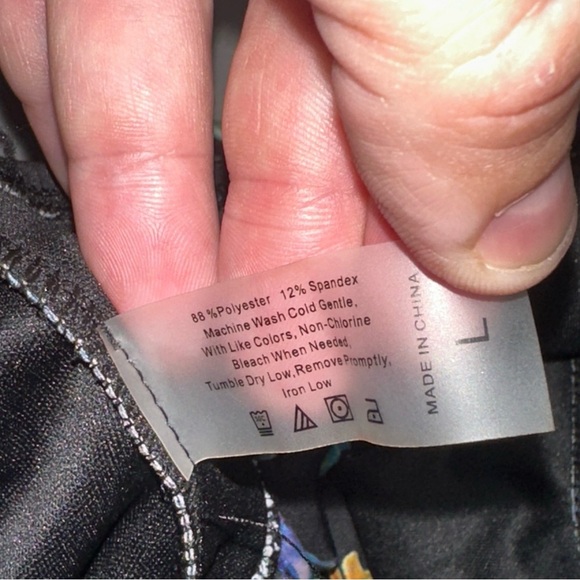 88%Polyester 12% Spandex
Machine Wash Cold Gentle,
With Like Colors, Non-Chlorine
Bleach When Needed,
Tumble Dry Low,Remove Promptly,
Iron Low
MADE IN CHINA
L